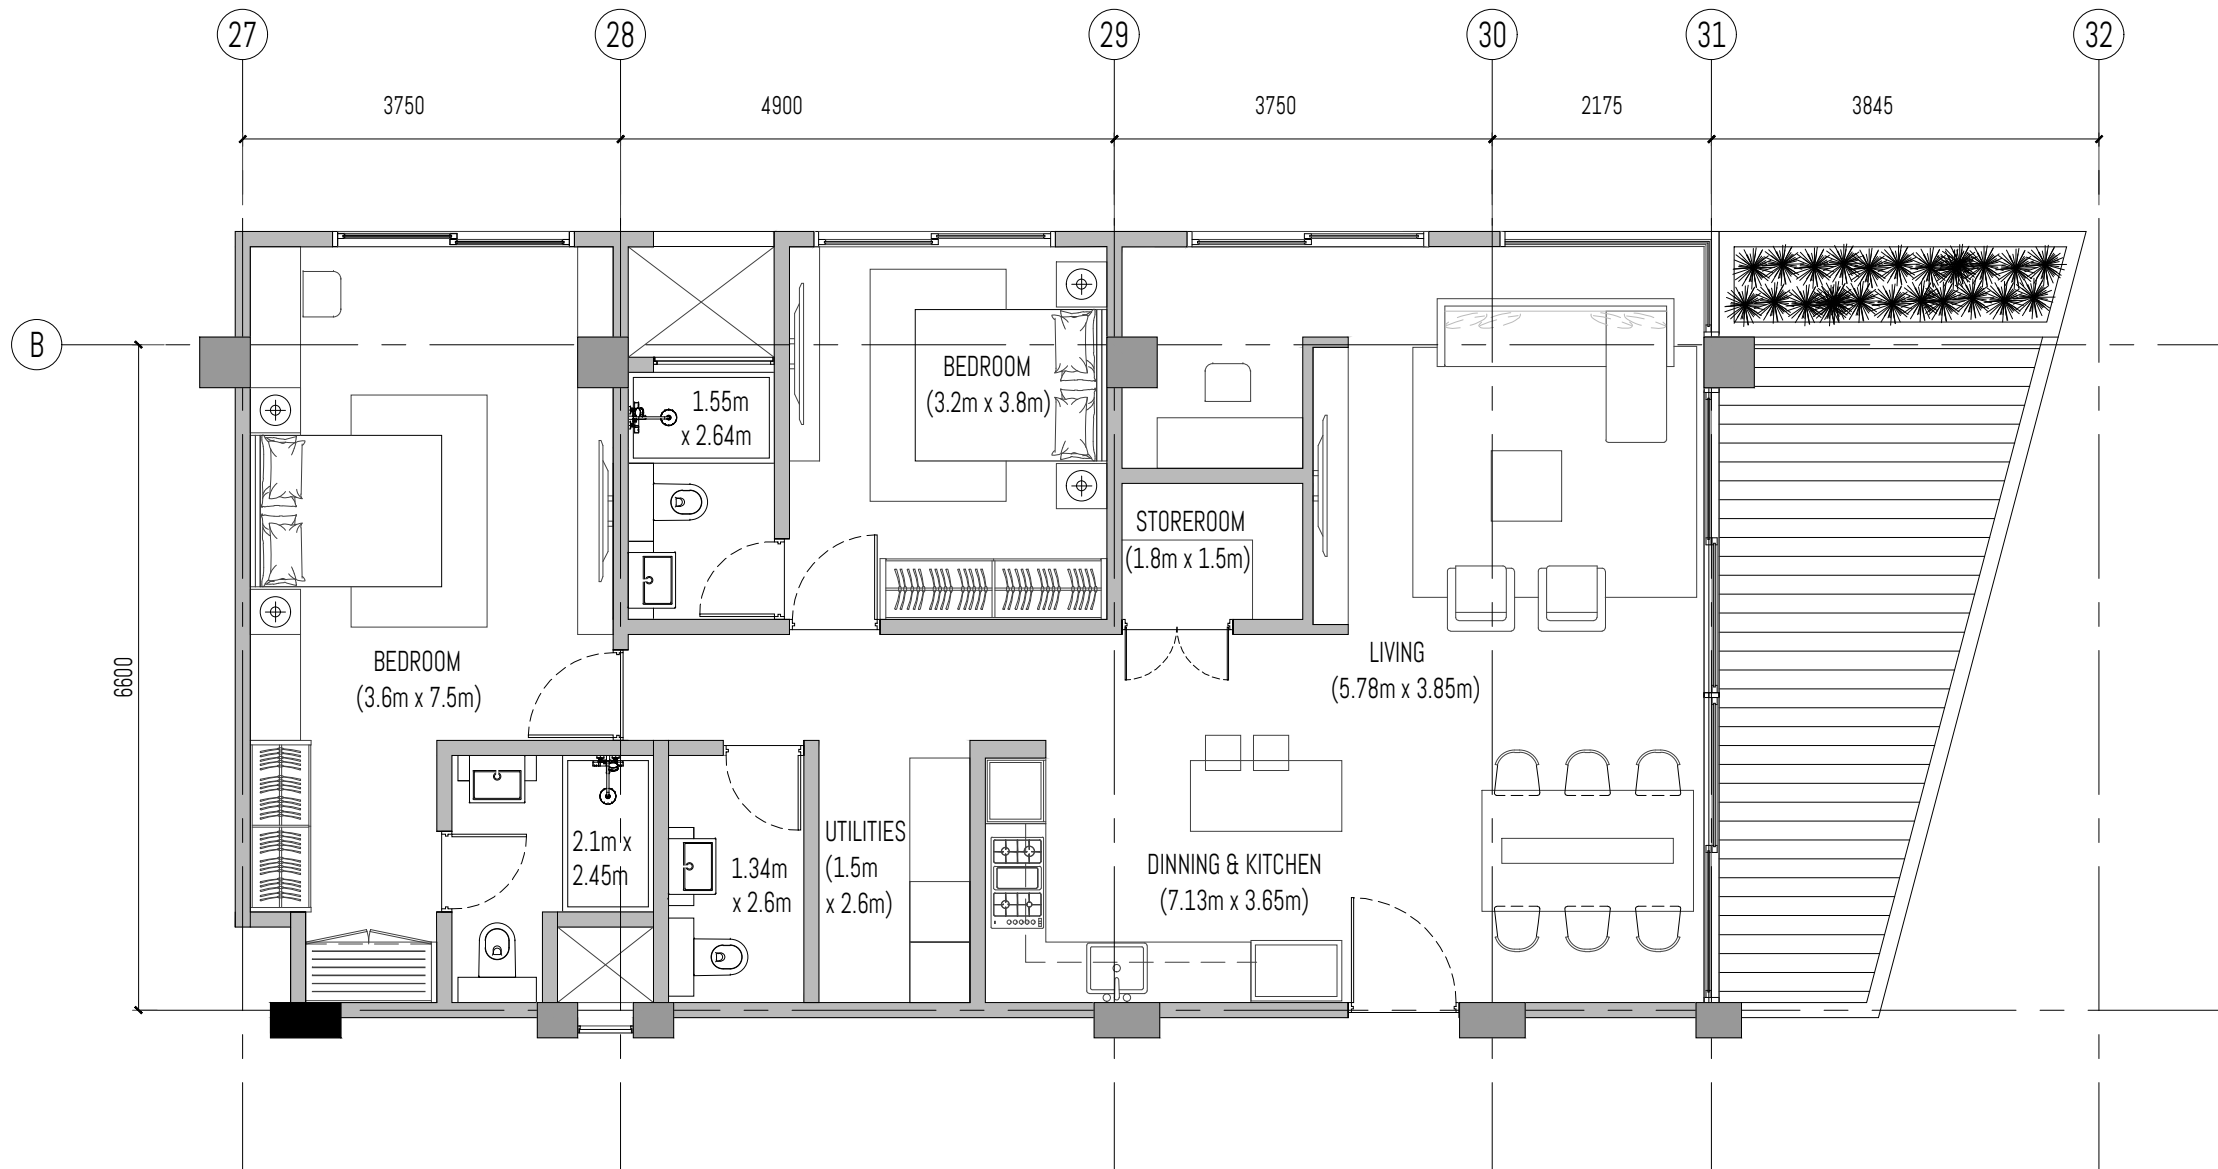 27
28
29
30
31
32
3750
4900
3750
2175
3845
B
6600
BEDROOM
(3.2m x 3.8m)
1.55m
x 2.64m
STOREROOM
(1.8m x 1.5m)
BEDROOM
(3.6m x 7.5m)
LIVING
(5.78m x 3.85m)
2.1m x
2.45m
1.34m
x 2.6m
UTILITIES
(1.5m
x 2.6m)
DINNING & KITCHEN
(7.13m x 3.65m)